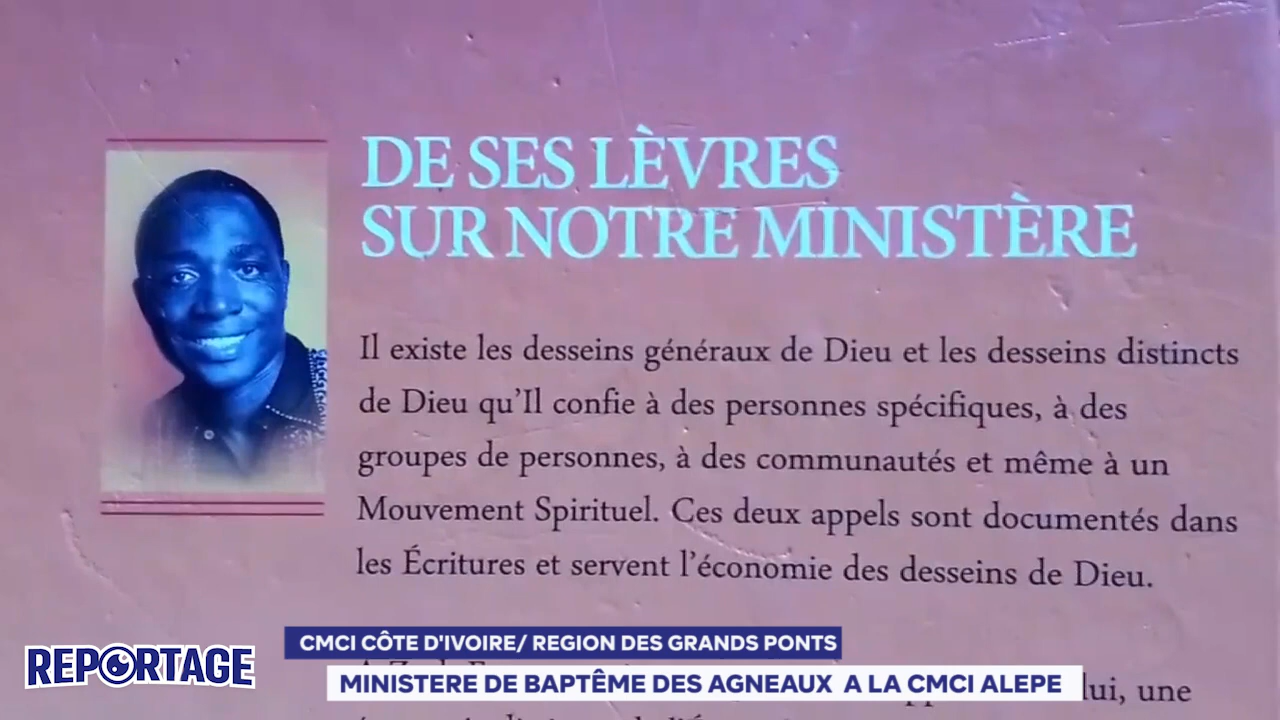 DE SES LÈVRES
SUR NOTRE MINISTÈRE
Il existe les desseins généraux de Dieu et les desseins distincts
de Dieu qu'Il confie à des personnes spécifiques, à des
groupes de personnes, à des communautés et même à un
Mouvement Spirituel. Ces deux appels sont documentés dans
les Écritures et servent l'économie des desseins de Dieu.
CMCI CÔTE D'IVOIRE/ REGION DES GRANDS PONTS
REPORTAGE
MINISTERE DE BAPTÊME DES AGNEAUX A LA CMCI ALEPE
lui, une